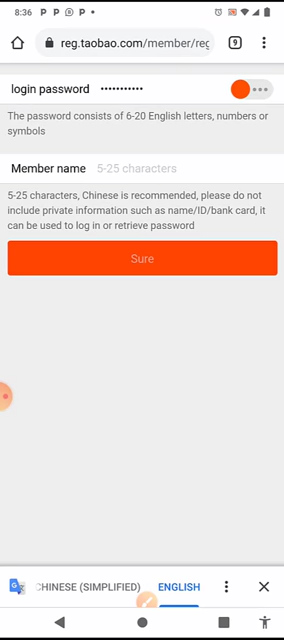 8:36 P P P
reg.taobao.com/member/reg 9
login password •••••••••••
The password consists of 6-20 English letters, numbers or
symbols
Member name 5-25 characters
5-25 characters, Chinese is recommended, please do not
include private information such as name/ID/bank card, it
can be used to log in or retrieve password
Sure
CHINESE (SIMPLIFIED) ENGLISH